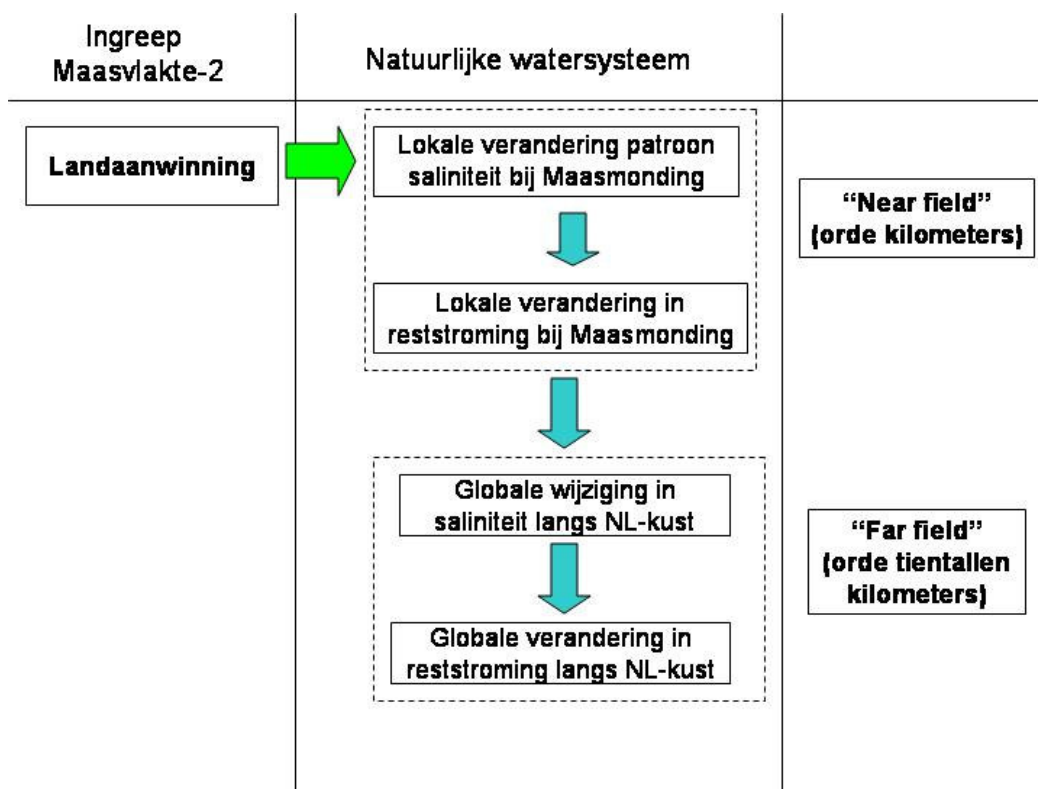 Ingreep
Maasvlakte-2
Natuurlijke watersysteem
Landaanwinning
Lokale verandering patroon
saliniteit bij Maasmonding
“Near field”
(orde kilometers)
Lokale verandering in
reststroming bij Maasmonding
Globale wijziging in
saliniteit langs NL-kust
“Far field”
(orde tientallen
kilometers)
Globale verandering in
reststroming langs NL-kust